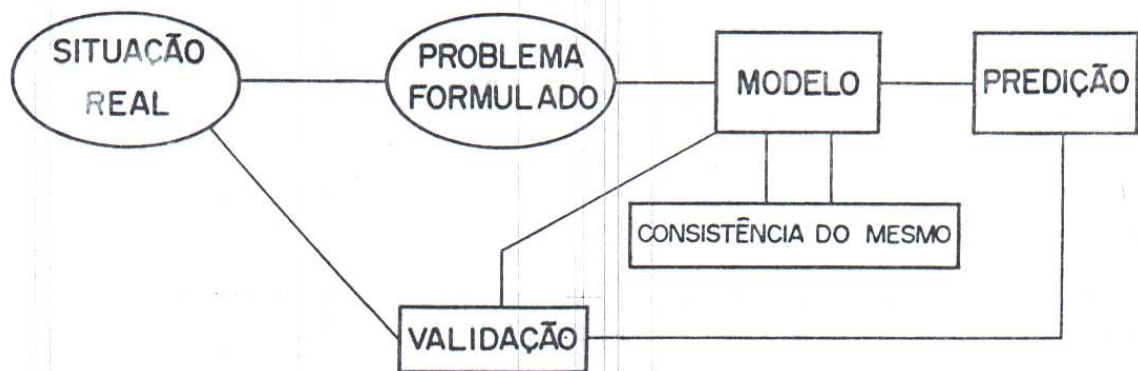 SITUAÇÃO
REAL
PROBLEMA
FORMULADO
MODELO
PREDIÇÃO
CONSISTÊNCIA DO MESMO
VALIDAÇÃO